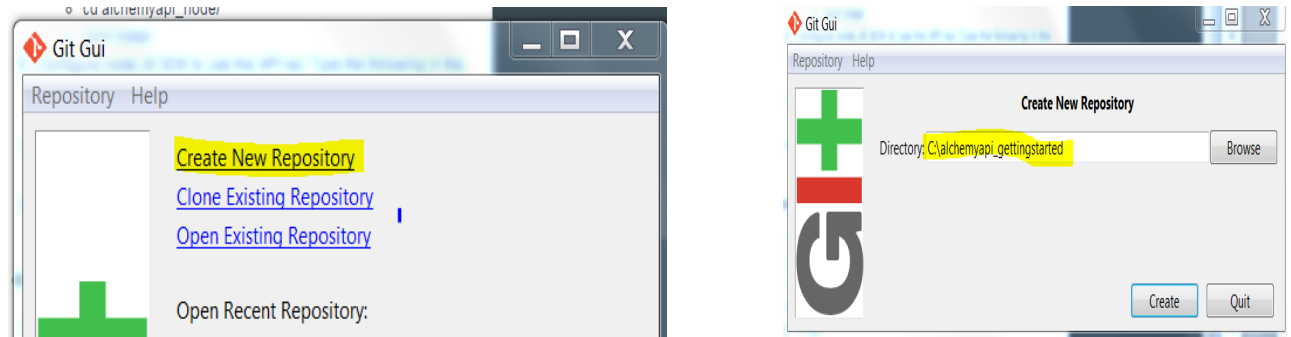 cd alchemyapi_node/
Git Gui
Repository Help
Create New Repository
Clone Existing Repository
Open Existing Repository
Open Recent Repository:
Git Gui
Repository Help
GIT
Create New Repository
Directory: C:\alchemyapi_gettingstarted Browse
Create Quit